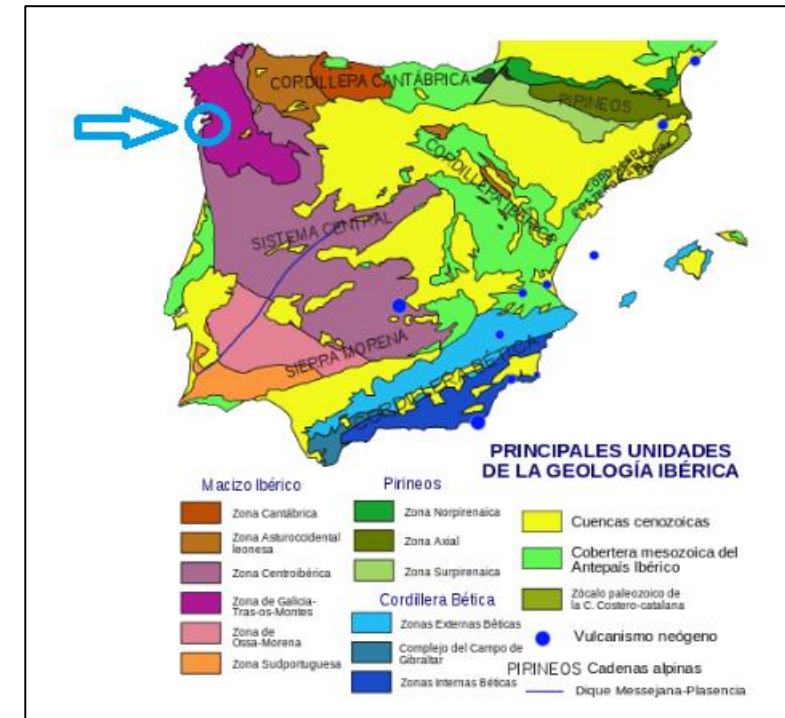 CORDILLERA CANTÁBRICA
PIRINEOS
CORDILLERA IBÉRICA
CORDILLERA
SISTEMA CENTRAL
SIERRA MORENA
CORDILLERA BÉTICA
PRINCIPALES UNIDADES
DE LA GEOLOGÍA IBÉRICA
Macizo Ibérico
Zona Cantábrica
Zona Asturoccidental
leonesa
Zona Centroibérica
Zona de Galicia-
Tras-os-Montes
Zona de
Ossa-Morena
Zona Sudportuguesa
Pirineos
Zona Norpirenaica
Zona Axial
Zona Surpirenaica
Cordillera Bética
Zonas Externas Béticas
Complejo del Campo de
Gibraltar
Zonas Internas Béticas
Cuencas cenozoicas
Cobertera mesozoica del
Antepaís Ibérico
Zócalo paleozoico de
la C. Costero-catalana
Vulcanismo neógeno
PIRINEOS Cadenas alpinas
Dique Messejana-Plasencia